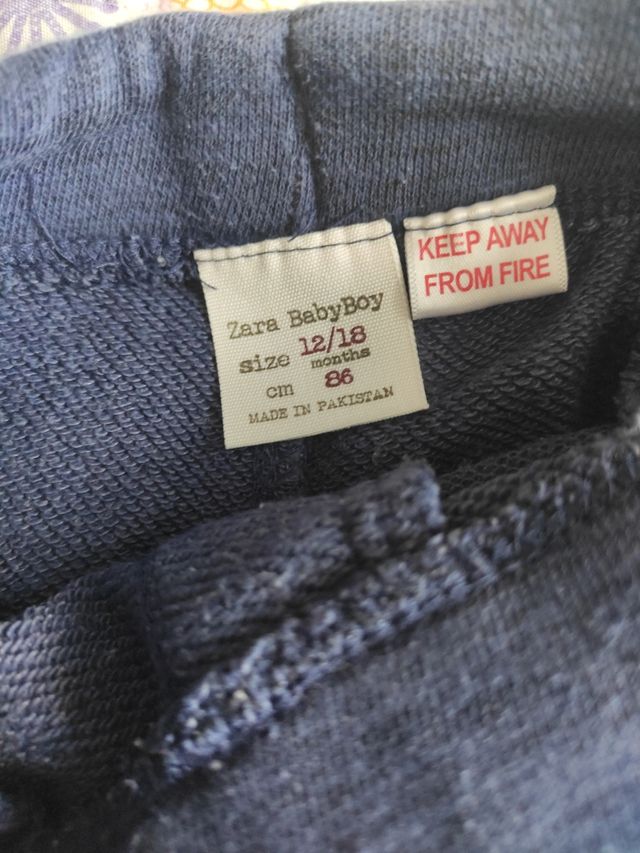 Zara BabyBoy
size 12/18
months
cm 86
MADE IN PAKISTAN
KEEP AWAY
FROM FIRE